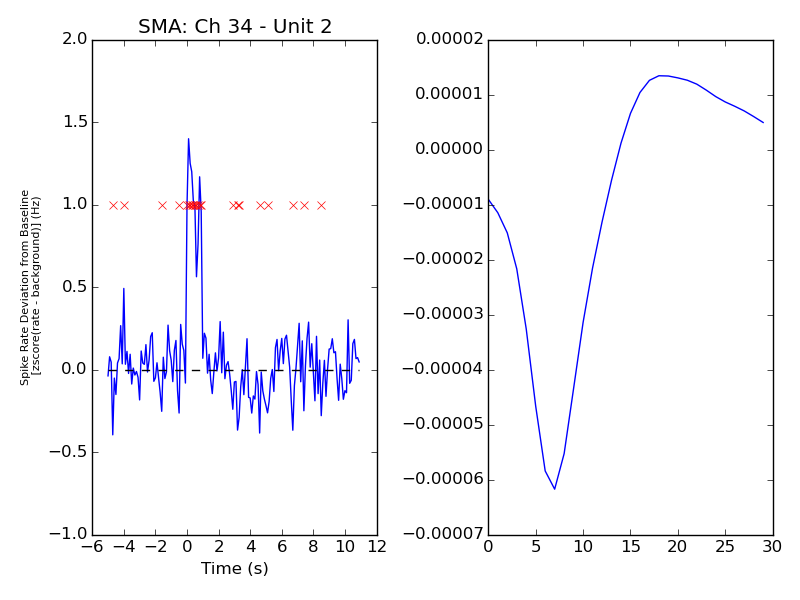 SMA: Ch 34 - Unit 2
2.0
1.5
1.0
0.5
0.0
−0.5
−1.0
Spike Rate Deviation from Baseline
[zscore(rate - background)] (Hz)
−6 −4 −2 0 2 4 6 8 10 12
Time (s)
0.00002
0.00001
0.00000
−0.00001
−0.00002
−0.00003
−0.00004
−0.00005
−0.00006
−0.00007
0 5 10 15 20 25 30